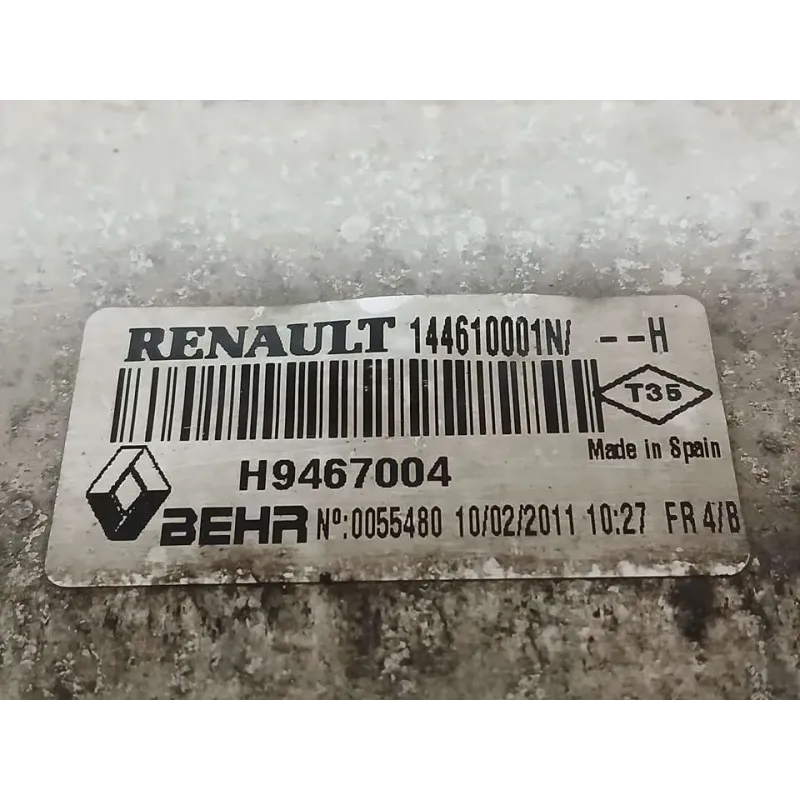 RENAULT 144610001N/ --H
T35
Made in Spain
H9467004
BEHR Nº:0055480 10/02/2011 10:27 FR 4/B